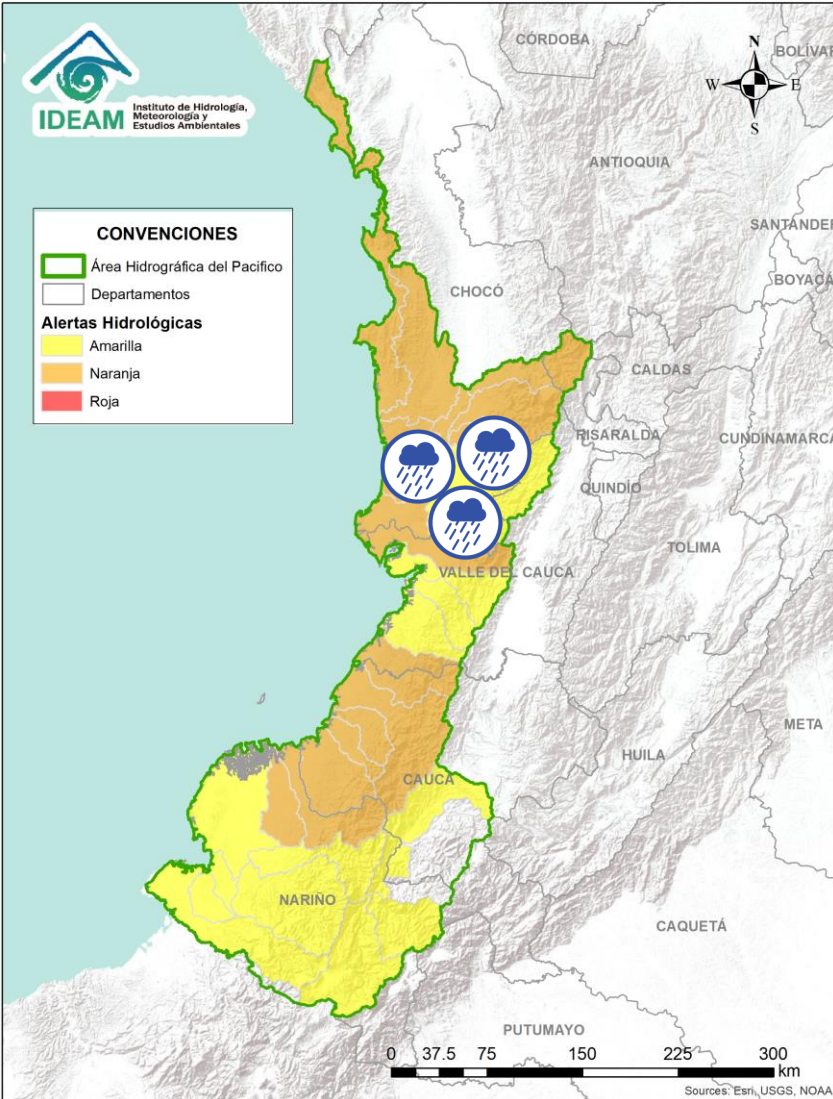 IDEAM
Instituto de Hidrología,
Meteorología y
Estudios Ambientales
CÓRDOBA
BOLÍVAR
N
W
E
S
ANTIOQUIA
SANTANDER
BOYACÁ
CONVENCIONES
Área Hidrográfica del Pacifico
Departamentos
Alertas Hidrológicas
Amarilla
Naranja
Roja
CHOCÓ
CALDAS
RISARALDA
CUNDINAMARCA
QUINDÍO
TOLIMA
VALLE DEL CAUCA
META
HUILA
CAUCA
NARIÑO
CAQUETÁ
PUTUMAYO
0 37.5 75 150 225 300
km
Sources: Esri, USGS, NOAA